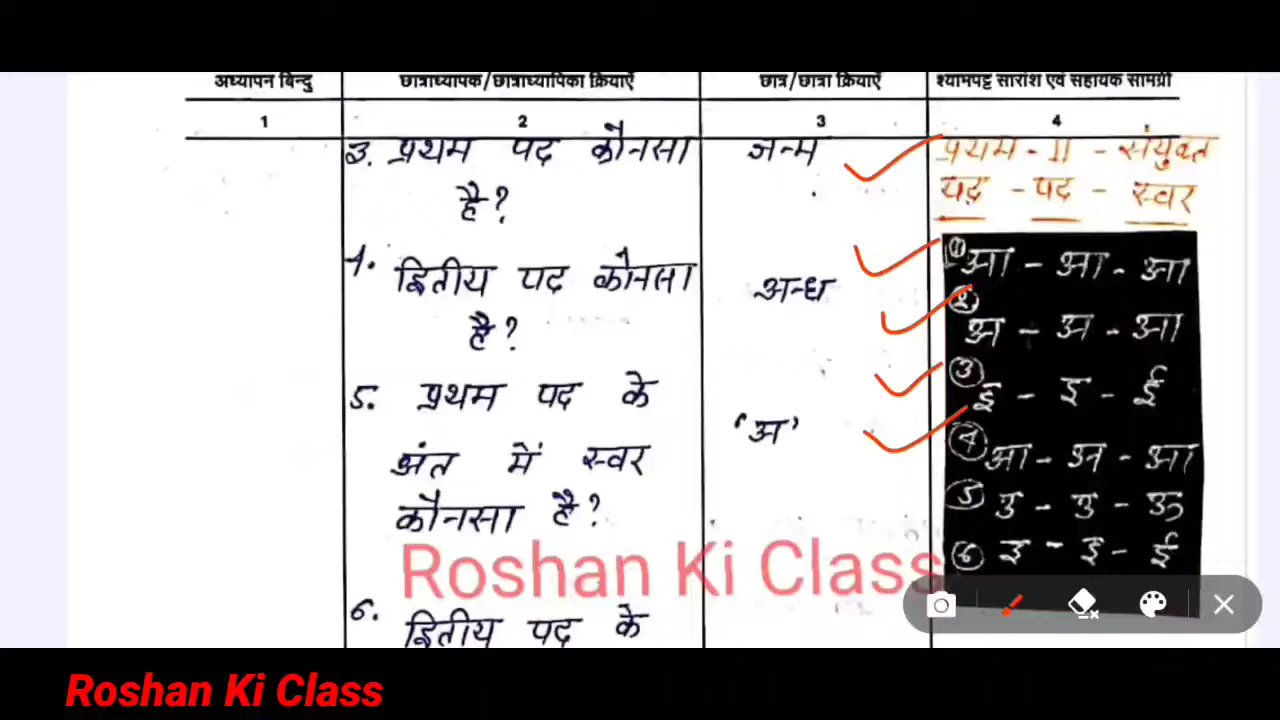 अध्यापन बिन्दु छात्राध्यापक/छात्राध्यापिका क्रियाएँ छात्र/छात्रा क्रियाएँ श्यामपट्ट सारांश एवं सहायक सामग्री
1 2 3 4
3. प्रथम पद कौनसा
है?
जन्म
4. द्वितीय पद कौनसा
है?
अन्ध
5. प्रथम पद के
अंत में स्वर
कौनसा है?
'अ'
6. द्वितीय पद के
प्रथम - II - संयुक्त
पद - पद - स्वर
① आ - आ - आ
② अ - अ - आ
③ इ - इ - ई
④ आ - अ - आ
⑤ उ - उ - ऊ
⑥ इ - इ - ई
Roshan Ki Class
Roshan Ki Class